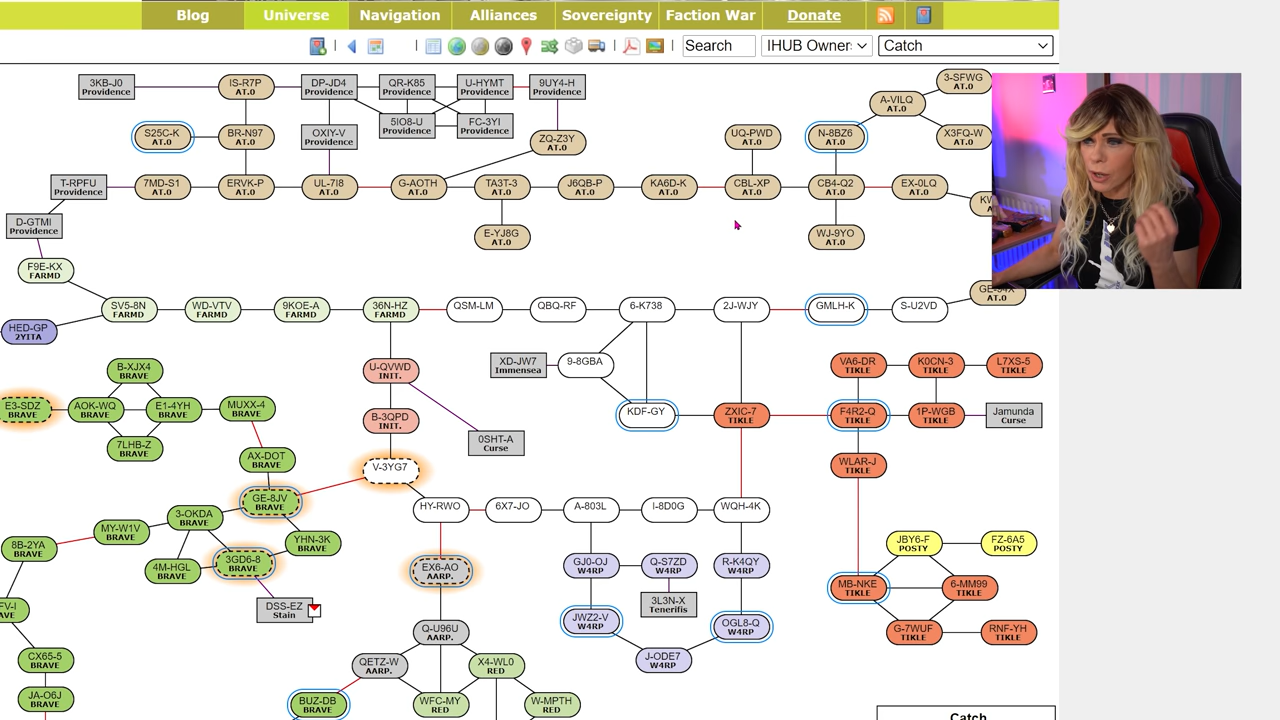 Blog Universe Navigation Alliances Sovereignty Faction War Donate
Search IHUB Owner: Catch
3KB-J0
Providence
IS-R7P
AT.0
DP-JD4
Providence
QR-K85
Providence
U-HYMT
Providence
9UY4-H
Providence
3-SFWG
AT.0
A-VILQ
AT.0
S25C-K
AT.0
BR-N97
AT.0
OXIY-V
Providence
5IO8-U
Providence
FC-3YI
Providence
ZQ-Z3Y
AT.0
UQ-PWD
AT.0
N-8BZ6
AT.0
X3FQ-W
AT.0
T-RPFU
Providence
7MD-S1
AT.0
ERVK-P
AT.0
UL-7I8
AT.0
G-AOTH
AT.0
TA3T-3
AT.0
J6QB-P
AT.0
KA6D-K
AT.0
CBL-XP
AT.0
CB4-Q2
AT.0
EX-0LQ
AT.0
D-GTMI
Providence
E-YJ8G
AT.0
WJ-9YO
AT.0
F9E-KX
FARMD
SV5-8N
FARMD
WD-VTV
FARMD
9KOE-A
FARMD
36N-HZ
FARMD
QSM-LM
QBQ-RF
6-K738
2J-WJY
GMLH-K
S-U2VD
AT.0
HED-GP
2YITA
B-XJX4
BRAVE
U-QVWD
INIT.
XD-JW7
Immensea
9-8GBA
VA6-DR
TIKLE
K0CN-3
TIKLE
L7XS-5
TIKLE
E3-SDZ
BRAVE
AOK-WQ
BRAVE
E1-4YH
BRAVE
MUXX-4
BRAVE
B-3QPD
INIT.
KDF-GY
ZXIC-7
TIKLE
F4R2-Q
TIKLE
1P-WGB
TIKLE
Jamunda
Curse
7LHB-Z
BRAVE
0SHT-A
Curse
AX-DOT
BRAVE
V-3YG7
WLAR-J
TIKLE
GE-8JV
BRAVE
3-OKDA
BRAVE
HY-RWO
6X7-JO
A-803L
I-8D0G
WQH-4K
MY-W1V
BRAVE
YHN-3K
BRAVE
8B-2YA
BRAVE
JBY6-F
POSTY
FZ-6A5
POSTY
4M-HGL
BRAVE
3GD6-8
BRAVE
EX6-AO
AARP.
GJ0-OJ
W4RP
Q-S7ZD
W4RP
R-K4QY
W4RP
MB-NKE
TIKLE
6-MM99
TIKLE
DSS-EZ
Stain
3L3N-X
Tenerifis
FV-I
AVE
JWZ2-V
W4RP
OGL8-Q
W4RP
G-7WUF
TIKLE
RNF-YH
TIKLE
Q-U96U
AARP.
CX65-5
BRAVE
QETZ-W
AARP.
X4-WL0
RED
J-ODE7
W4RP
JA-O6J
BRAVE
BUZ-DB
BRAVE
WFC-MY
RED
W-MPTH
RED
Catch